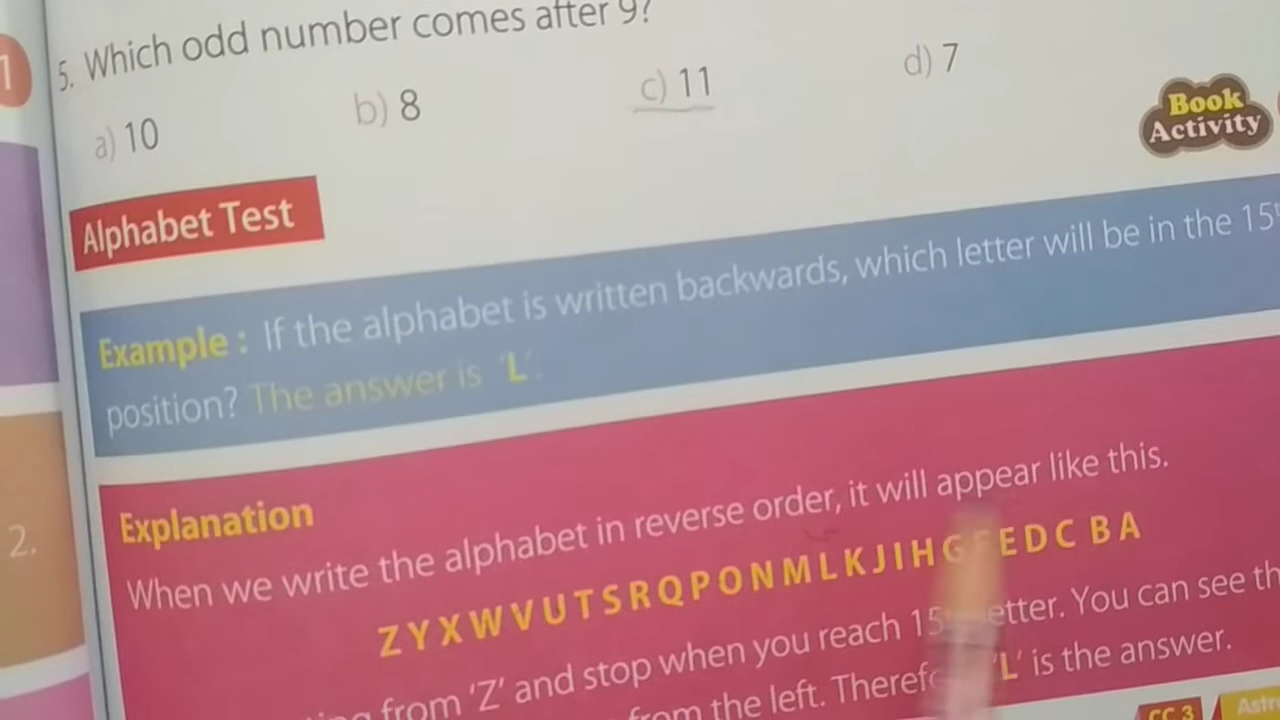 1
5. Which odd number comes after 9?
a) 10 b) 8 c) 11 d) 7
Book
Activity
Alphabet Test
Example : If the alphabet is written backwards, which letter will be in the 15
position? The answer is 'L'.
Explanation
When we write the alphabet in reverse order, it will appear like this.
2.
Z Y X W V U T S R Q P O N M L K J I H G F E D C B A
from 'Z' and stop when you reach 15 You can see
from the left. 'L' is the answer.
CC 3